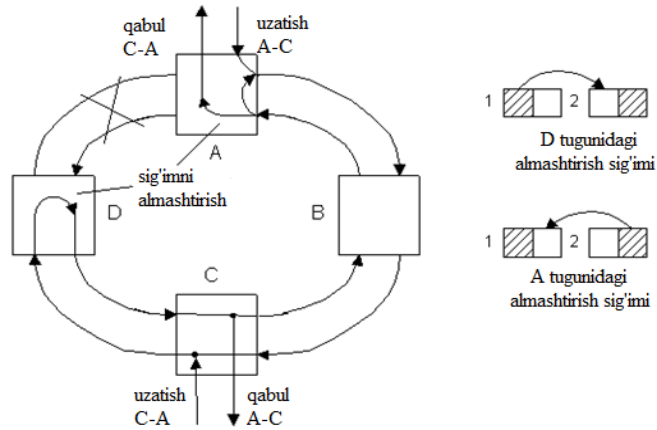 qabul
C-A
uzatish
A-C
A
sig'imni
almashtirish
D
B
C
uzatish
C-A
qabul
A-C
1
2
D tugunidagi
almashtirish sig'imi
1
2
A tugunidagi
almashtirish sig'imi